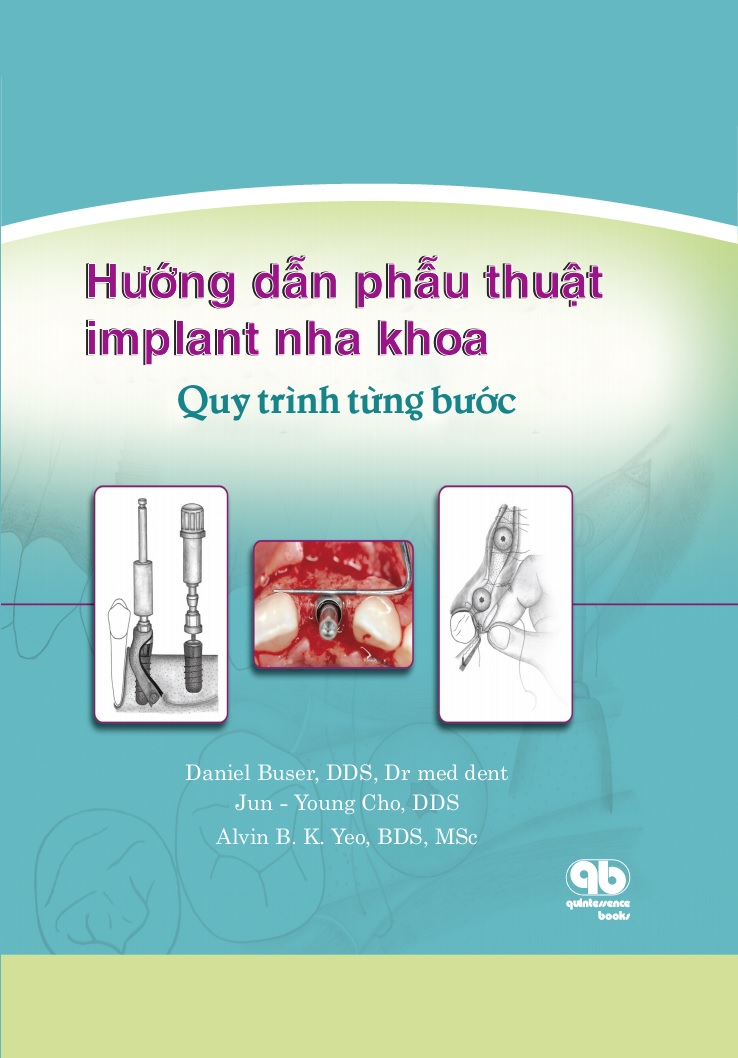 Hướng dẫn phẫu thuật
implant nha khoa
Quy trình từng bước
Daniel Buser, DDS, Dr med dent
Jun - Young Cho, DDS
Alvin B. K. Yeo, BDS, MSc
qb
quintessence
books